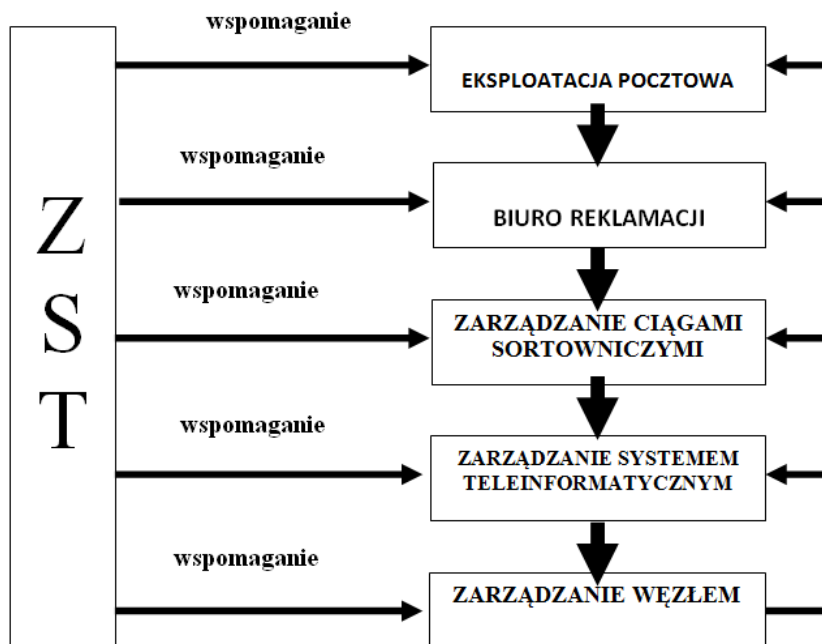 wspomaganie
EKSPLOATACJA POCZTOWA
wspomaganie
BIURO REKLAMACJI
Z
S
T
wspomaganie
ZARZĄDZANIE CIĄGAMI
SORTOWNICZYMI
wspomaganie
ZARZĄDZANIE SYSTEMEM
TELEINFORMATYCZNYM
wspomaganie
ZARZĄDZANIE WĘZŁEM